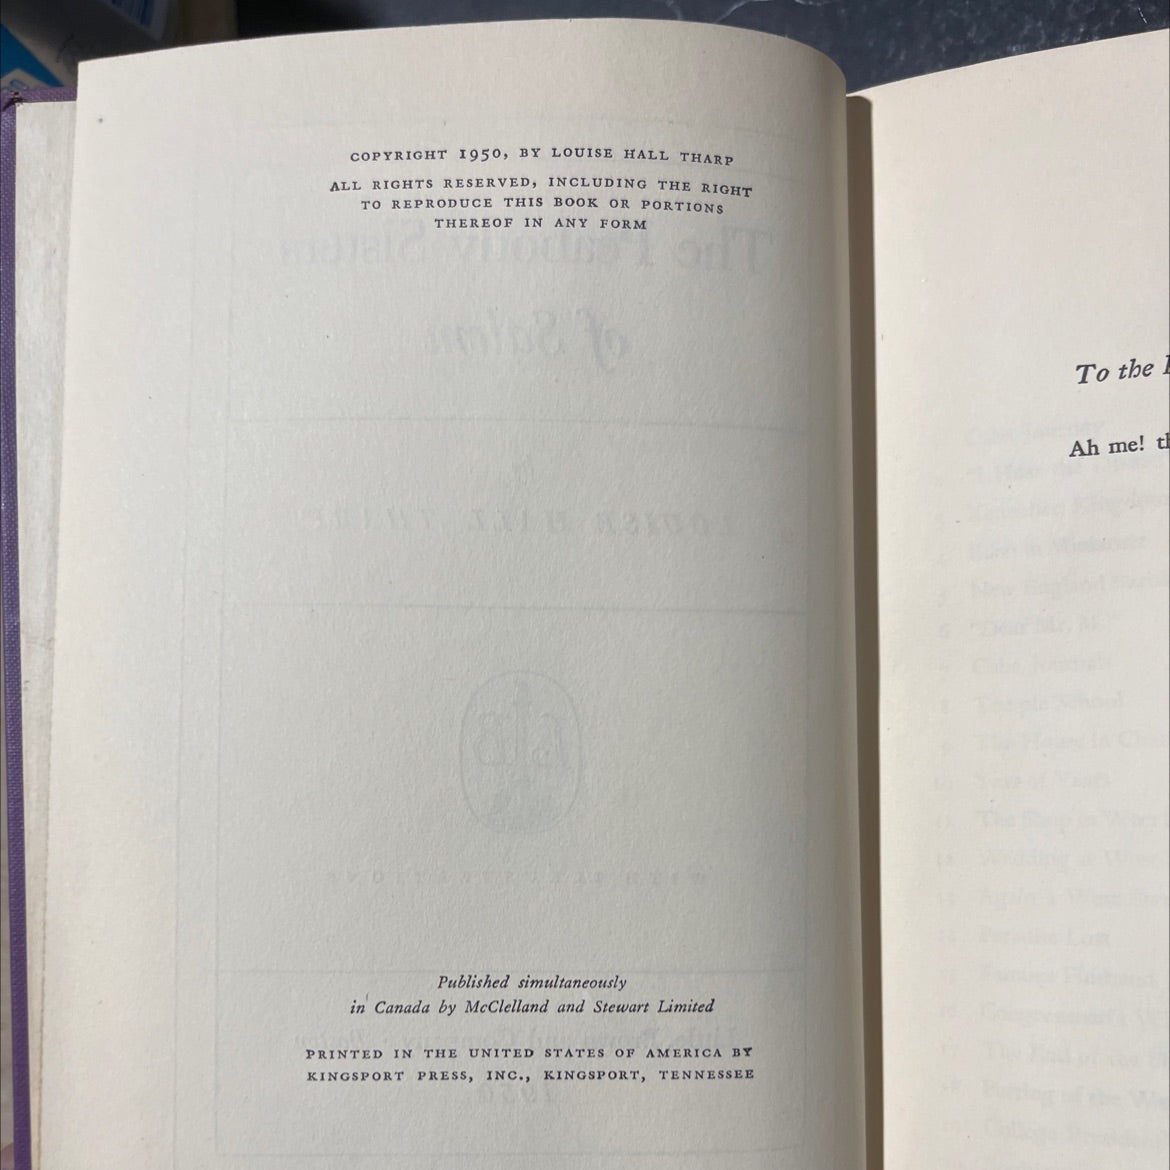 COPYRIGHT 1950, BY LOUISE HALL THARP
ALL RIGHTS RESERVED, INCLUDING THE RIGHT
TO REPRODUCE THIS BOOK OR PORTIONS
THEREOF IN ANY FORM
Published simultaneously
in Canada by McClelland and Stewart Limited
PRINTED IN THE UNITED STATES OF AMERICA BY
KINGSPORT PRESS, INC., KINGSPORT, TENNESSEE
To the
Ah me!